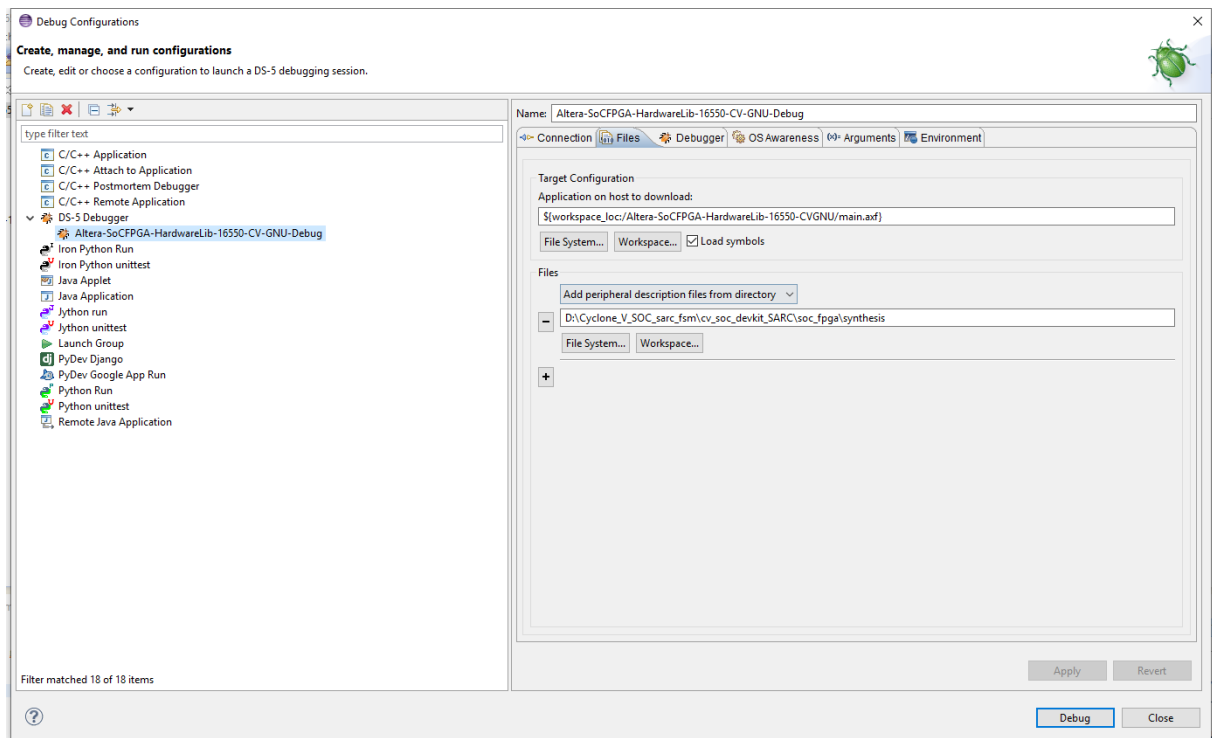 Debug Configurations
Create, manage, and run configurations
Create, edit or choose a configuration to launch a DS-5 debugging session.
type filter text
C/C++ Application
C/C++ Attach to Application
C/C++ Postmortem Debugger
C/C++ Remote Application
DS-5 Debugger
Altera-SoCFPGA-HardwareLib-16550-CV-GNU-Debug
Iron Python Run
Iron Python unittest
Java Applet
Java Application
Jython run
Jython unittest
Launch Group
PyDev Django
PyDev Google App Run
Python Run
Python unittest
Remote Java Application
Filter matched 18 of 18 items
Name: Altera-SoCFPGA-HardwareLib-16550-CV-GNU-Debug
Connection Files Debugger OS Awareness Arguments Environment
Target Configuration
Application on host to download:
${workspace_loc:/Altera-SoCFPGA-HardwareLib-16550-CVGNU/main.axf}
File System... Workspace... Load symbols
Files
Add peripheral description files from directory
D:\Cyclone_V_SOC_sarc_fsm\cv_soc_devkit_SARC\soc_fpga\synthesis
File System... Workspace...
Apply Revert
Debug Close